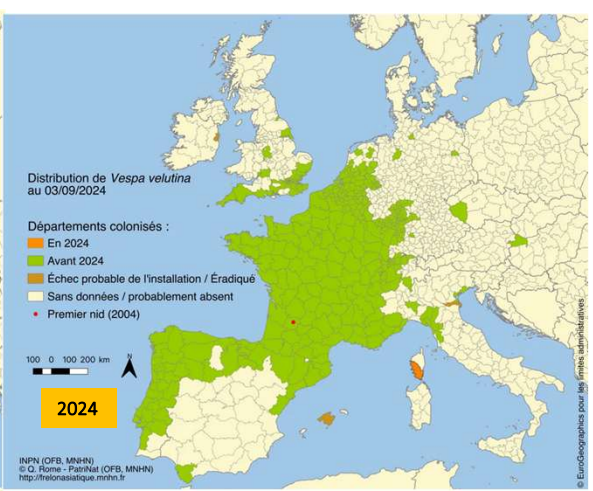 Distribution de Vespa velutina
au 03/09/2024
Départements colonisés :
En 2024
Avant 2024
Échec probable de l'installation / Éradiqué
Sans données / probablement absent
Premier nid (2004)
100 0 100 200 km
N
2024
INPN (OFB, MNHN)
© Q. Rome - PatriNat (OFB, MNHN)
http://frelonasiatique.mnhn.fr
© EuroGeographics pour les limites administratives